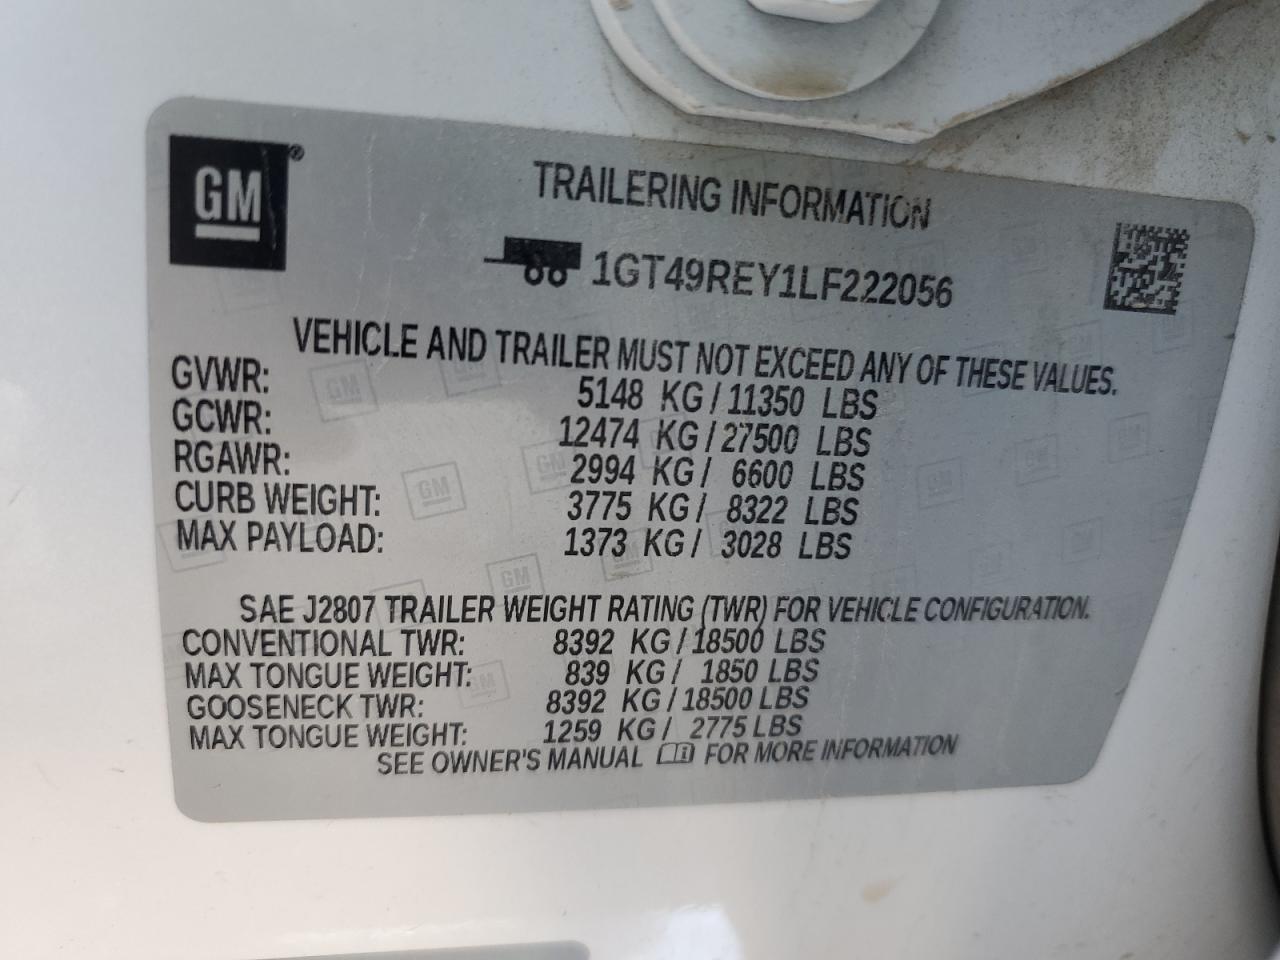 GM®
TRAILERING INFORMATION
1GT49REY1LF222056
VEHICLE AND TRAILER MUST NOT EXCEED ANY OF THESE VALUES.
GVWR: 5148 KG / 11350 LBS
GCWR: 12474 KG / 27500 LBS
RGAWR: 2994 KG / 6600 LBS
CURB WEIGHT: 3775 KG / 8322 LBS
MAX PAYLOAD: 1373 KG / 3028 LBS
SAE J2807 TRAILER WEIGHT RATING (TWR) FOR VEHICLE CONFIGURATION.
CONVENTIONAL TWR: 8392 KG / 18500 LBS
MAX TONGUE WEIGHT: 839 KG / 1850 LBS
GOOSENECK TWR: 8392 KG / 18500 LBS
MAX TONGUE WEIGHT: 1259 KG / 2775 LBS
SEE OWNER'S MANUAL FOR MORE INFORMATION